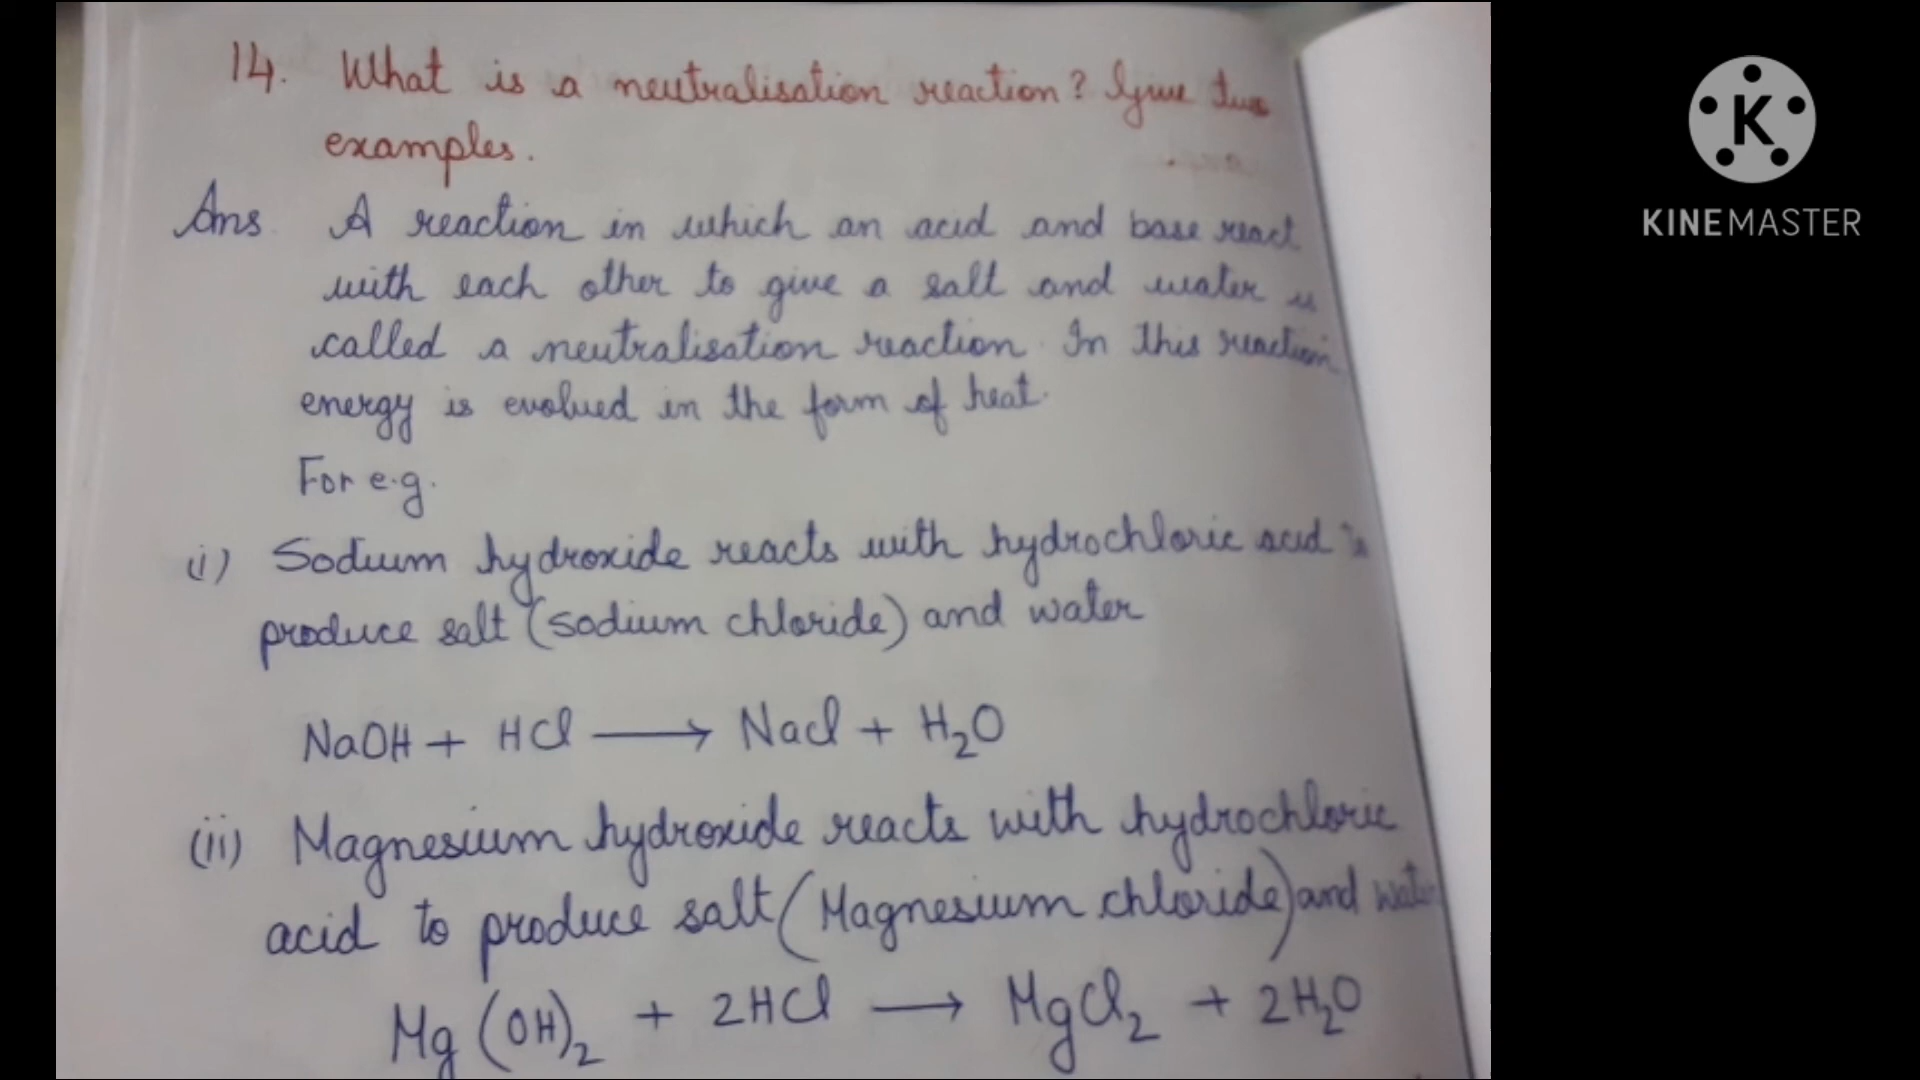 14. What is a neutralisation reaction? Give two
examples.
Ans. A reaction in which an acid and base react
with each other to give a salt and water is
called a neutralisation reaction. In this reaction
energy is evolved in the form of heat.
For e.g.
(i) Sodium hydroxide reacts with hydrochloric acid to
produce salt (sodium chloride) and water
NaOH + HCl ⟶ Nacl + H₂O
(ii) Magnesium hydroxide reacts with hydrochloric
acid to produce salt (Magnesium chloride) and water
Mg(OH)₂ + 2HCl ⟶ MgCl₂ + 2H₂O
K
KINEMASTER